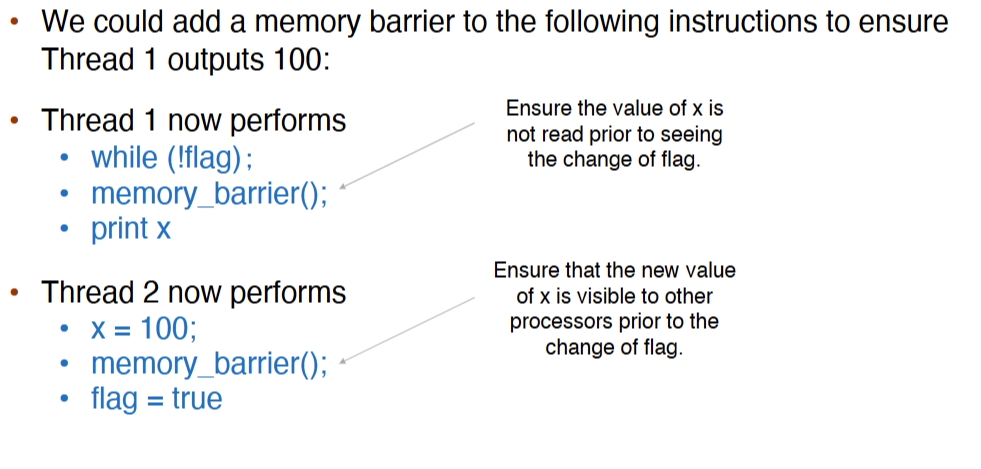 • We could add a memory barrier to the following instructions to ensure
Thread 1 outputs 100:
• Thread 1 now performs
• while (!flag);
• memory_barrier();
• print x
Ensure the value of x is
not read prior to seeing
the change of flag.
• Thread 2 now performs
• x = 100;
• memory_barrier();
• flag = true
Ensure that the new value
of x is visible to other
processors prior to the
change of flag.